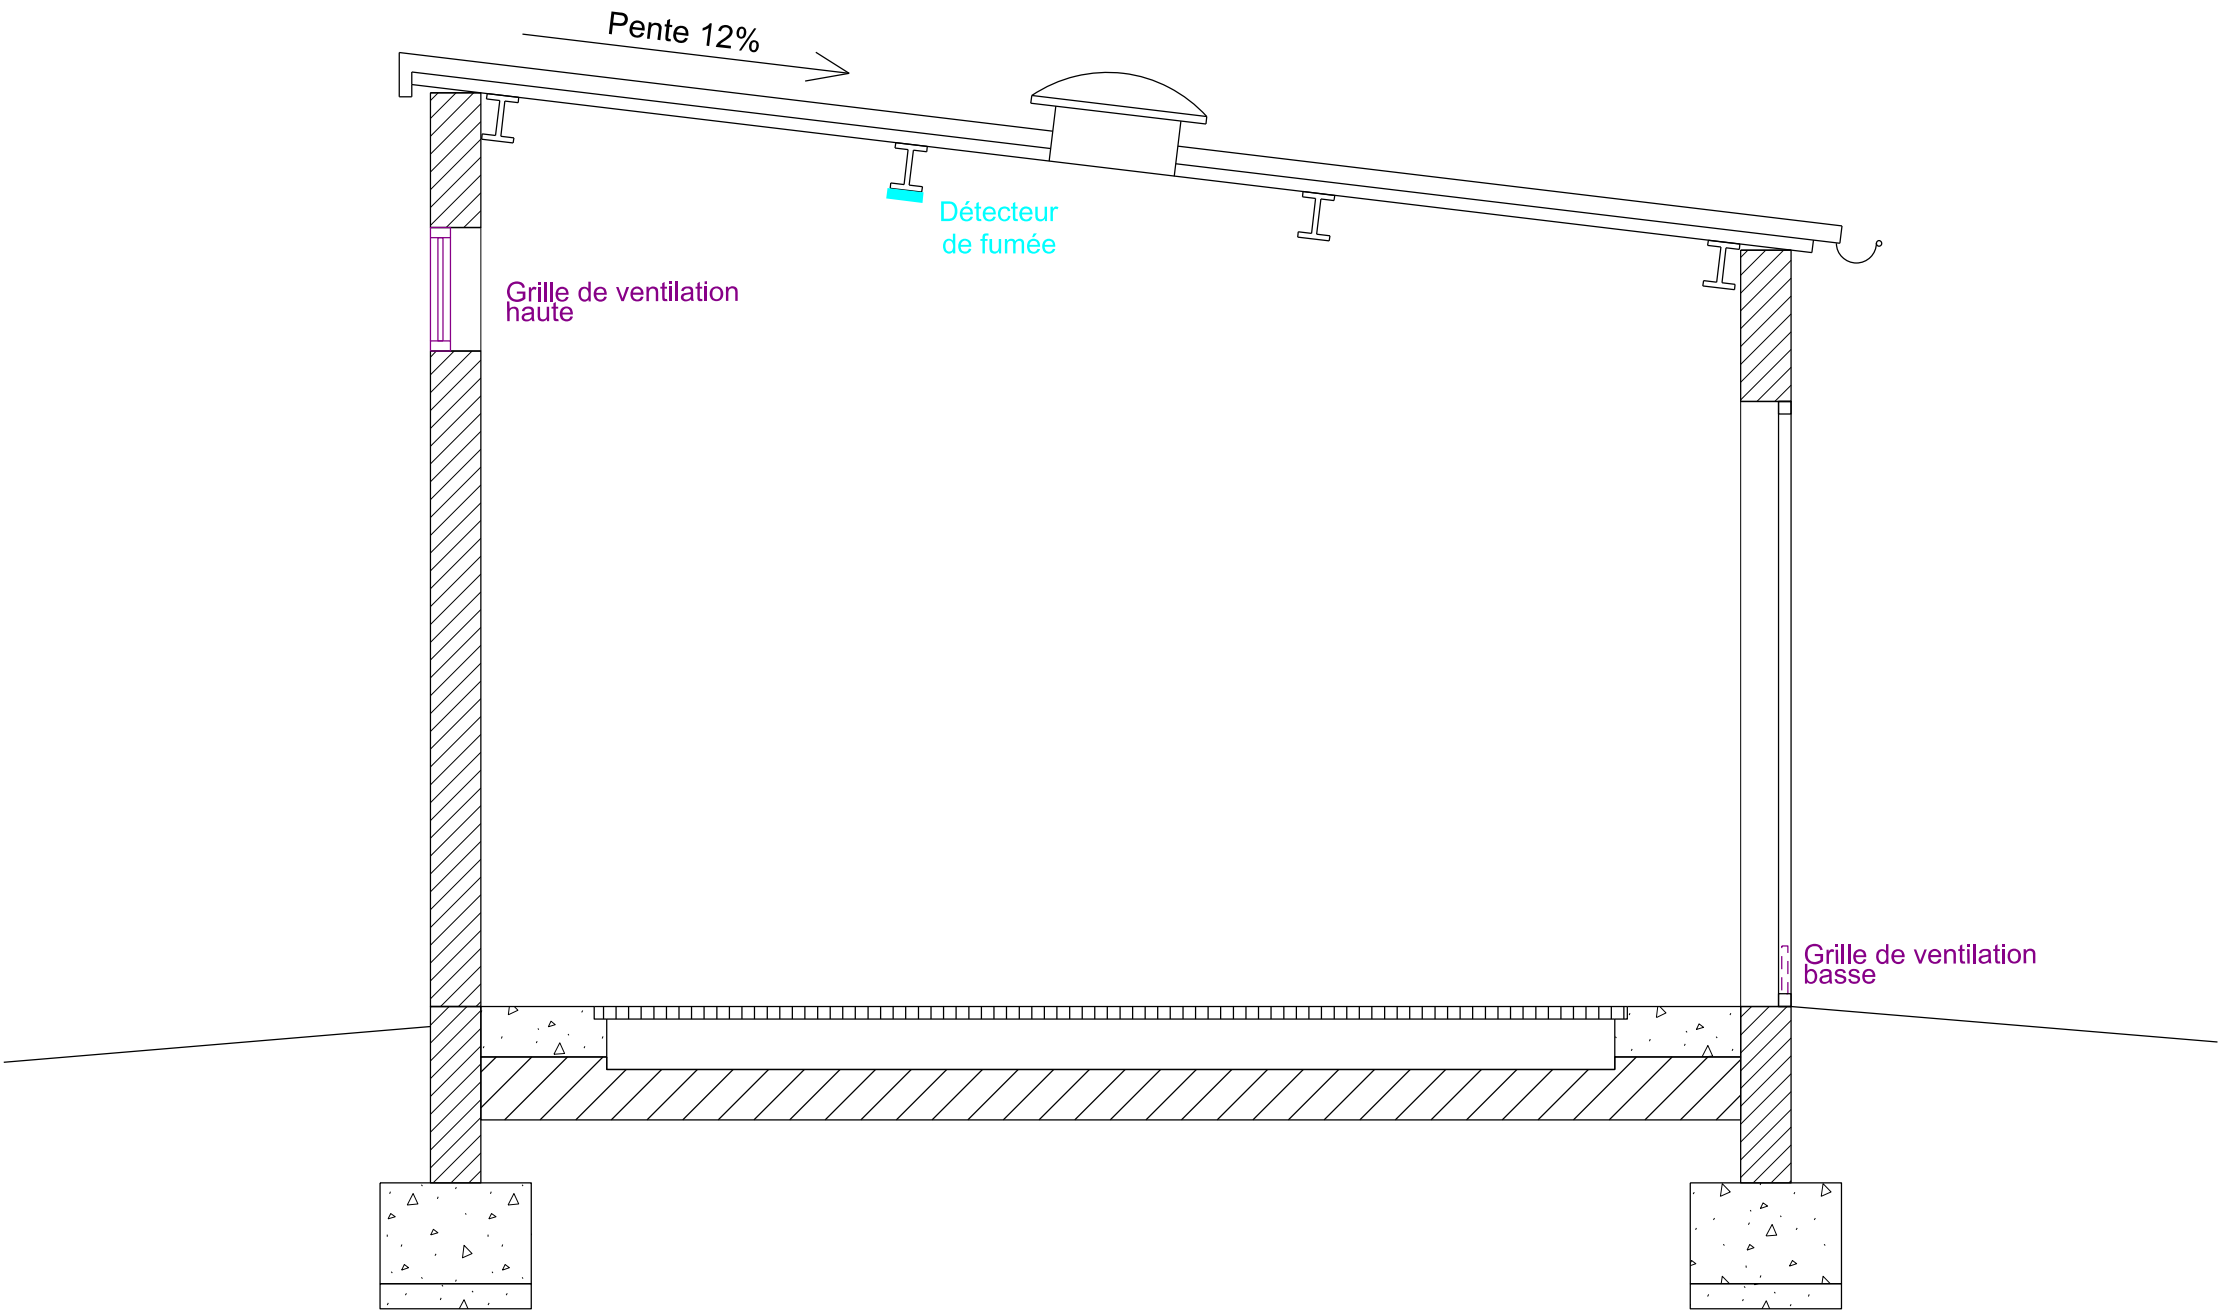 Pente 12%
Détecteur
de fumée
Grille de ventilation
haute
Grille de ventilation
basse